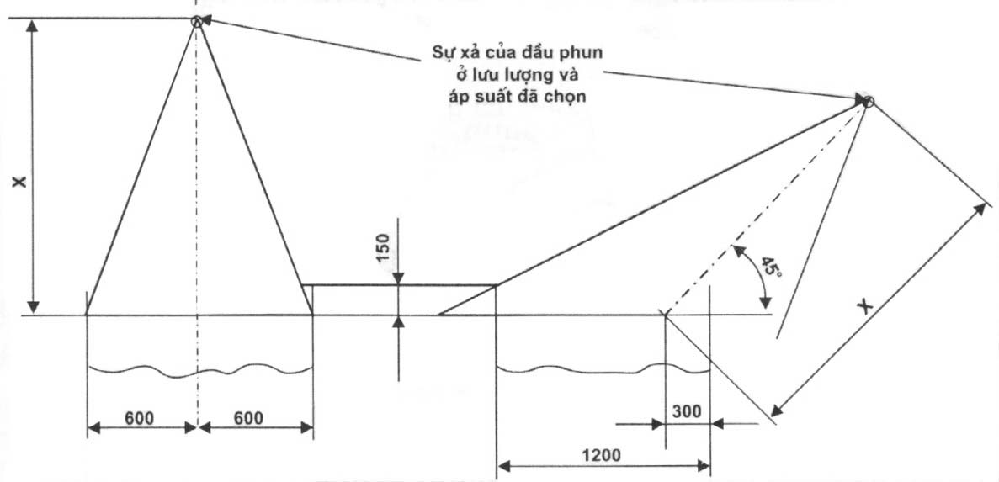 Sự xả của đầu phun
ở lưu lượng và
áp suất đã chọn
X
150
45°
X
600
600
300
1200